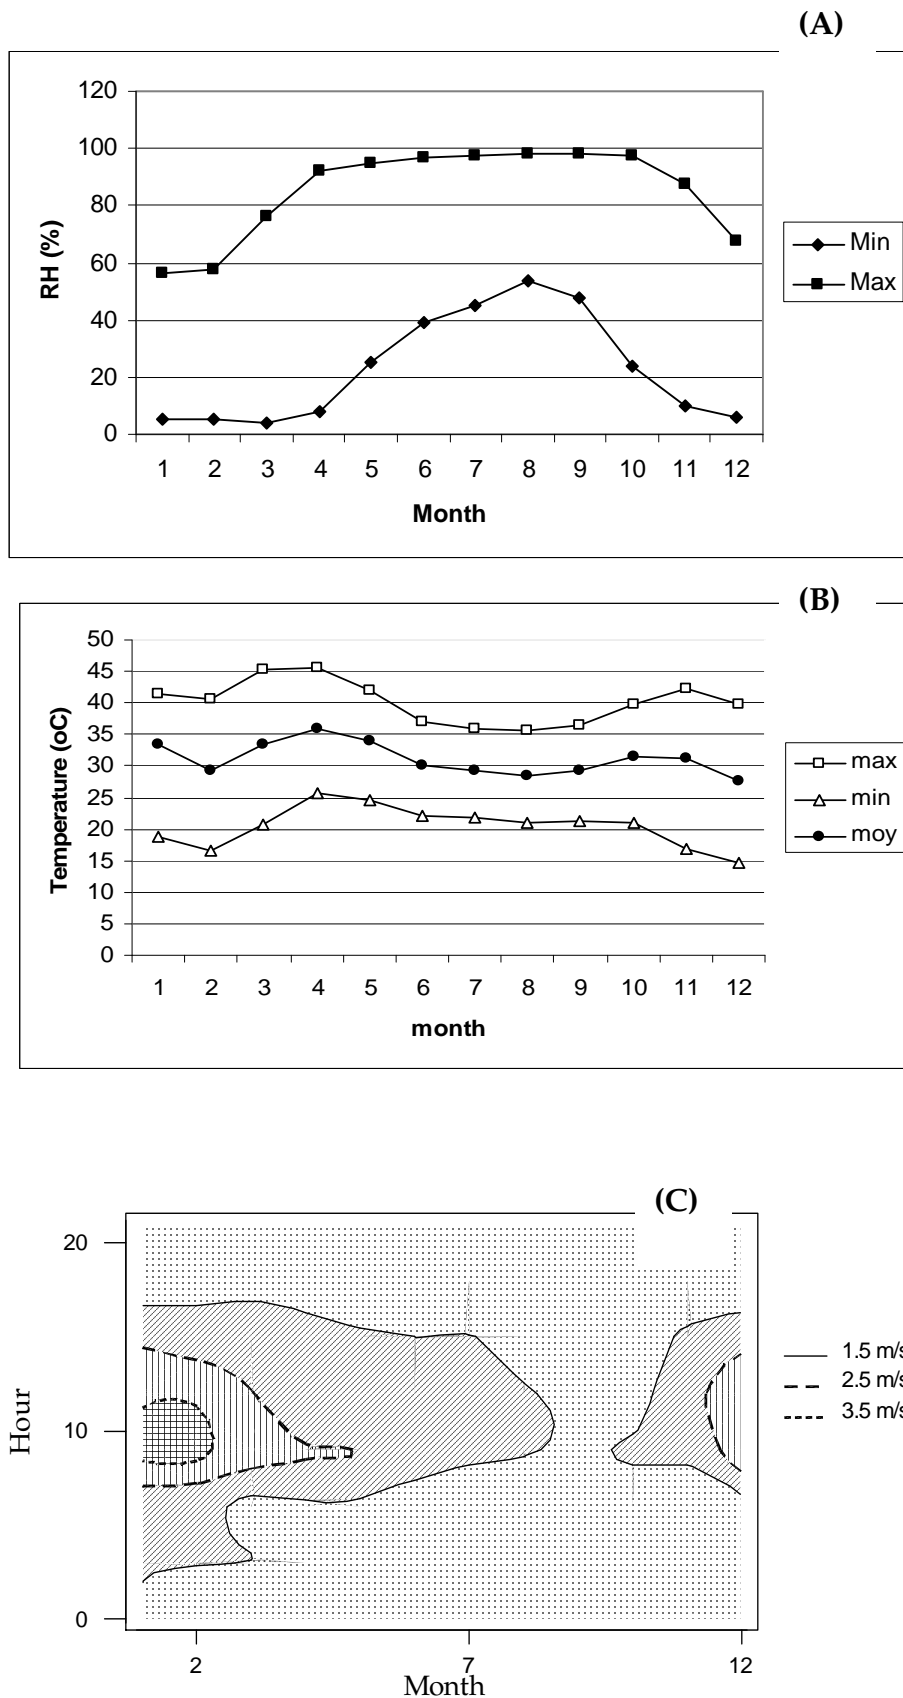 (A)
120
100
80
60
40
20
0
RH (%)
1 2 3 4 5 6 7 8 9 10 11 12
Month
Min
Max
(B)
50
45
40
35
30
25
20
15
10
5
0
Temperature (oC)
1 2 3 4 5 6 7 8 9 10 11 12
month
max
min
moy
(C)
20
10
0
Hour
2 7 12
Month
1.5 m/s
2.5 m/s
3.5 m/s